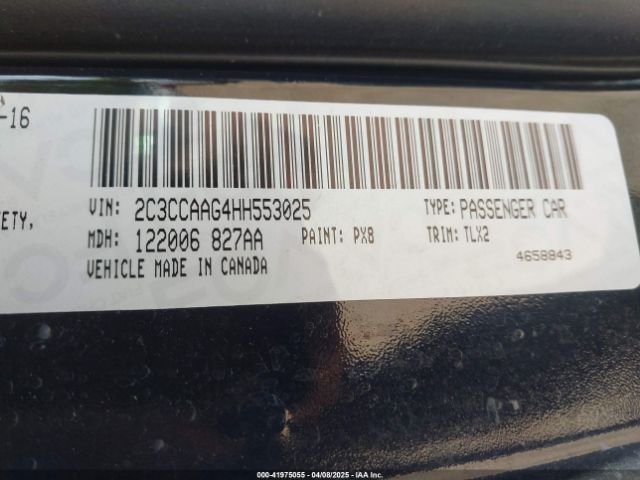 -16
ETY,
VIN: 2C3CCAAG4HH553025 TYPE: PASSENGER CAR
MDH: 122006 827AA PAINT: PX8 TRIM: TLX2
VEHICLE MADE IN CANADA 4658843
000-41975055 04/08/2025 IAA Inc.